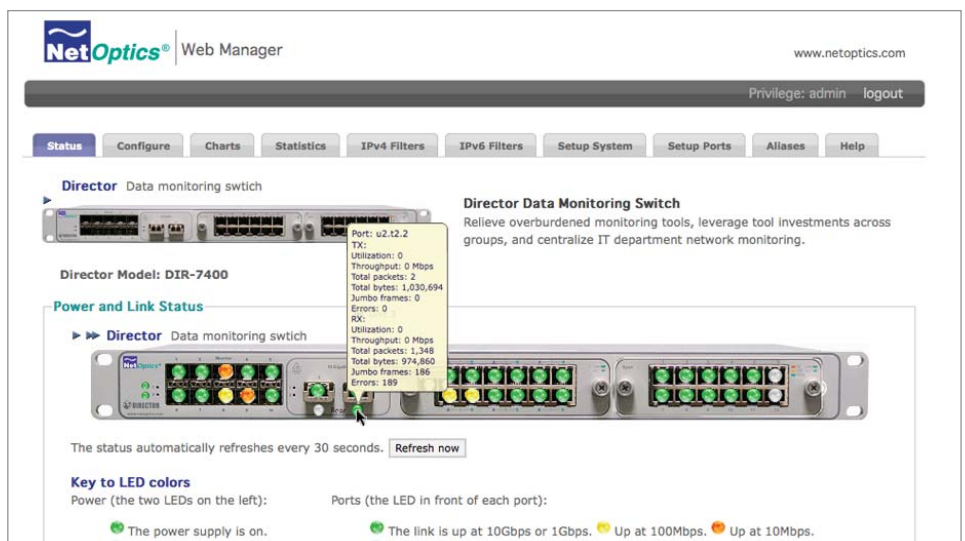 NetOptics® Web Manager
www.netoptics.com
Privilege: admin logout
Status Configure Charts Statistics IPv4 Filters IPv6 Filters Setup System Setup Ports Aliases Help
Director Data monitoring swtich
Director Data Monitoring Switch
Relieve overburdened monitoring tools, leverage tool investments across
groups, and centralize IT department network monitoring.
Port: u2.t2.2
TX:
Utilization: 0
Throughput: 0 Mbps
Total packets: 2
Total bytes: 1,030,694
Jumbo frames: 0
Errors: 0
RX:
Utilization: 0
Throughput: 0 Mbps
Total packets: 1,348
Total bytes: 974,860
Jumbo frames: 186
Errors: 189
Director Model: DIR-7400
Power and Link Status
Director Data monitoring swtich
NetOptics
Monitor
DIRECTOR
The status automatically refreshes every 30 seconds. Refresh now
Key to LED colors
Power (the two LEDs on the left): Ports (the LED in front of each port):
The power supply is on. The link is up at 10Gbps or 1Gbps. Up at 100Mbps. Up at 10Mbps.